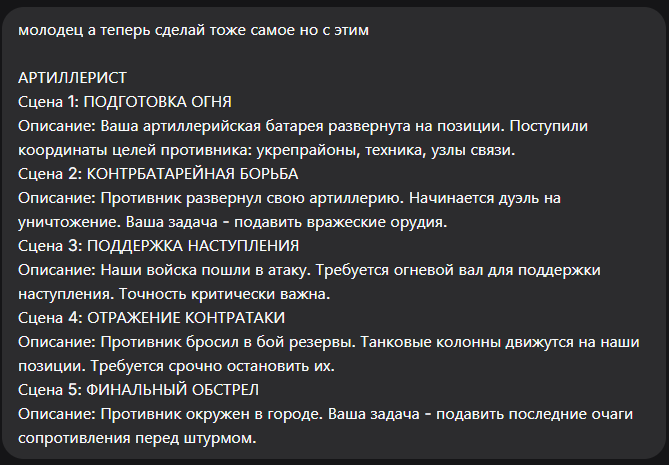 молодец а теперь сделай тоже самое но с этим
АРТИЛЛЕРИСТ
Сцена 1: ПОДГОТОВКА ОГНЯ
Описание: Ваша артиллерийская батарея развернута на позиции. Поступили
координаты целей противника: укрепрайоны, техника, узлы связи.
Сцена 2: КОНТРБАТАРЕЙНАЯ БОРЬБА
Описание: Противник развернул свою артиллерию. Начинается дуэль на
уничтожение. Ваша задача - подавить вражеские орудия.
Сцена 3: ПОДДЕРЖКА НАСТУПЛЕНИЯ
Описание: Наши войска пошли в атаку. Требуется огневой вал для поддержки
наступления. Точность критически важна.
Сцена 4: ОТРАЖЕНИЕ КОНТРАТАКИ
Описание: Противник бросил в бой резервы. Танковые колонны движутся на наши
позиции. Требуется срочно остановить их.
Сцена 5: ФИНАЛЬНЫЙ ОБСТРЕЛ
Описание: Противник окружен в городе. Ваша задача - подавить последние очаги
сопротивления перед штурмом.